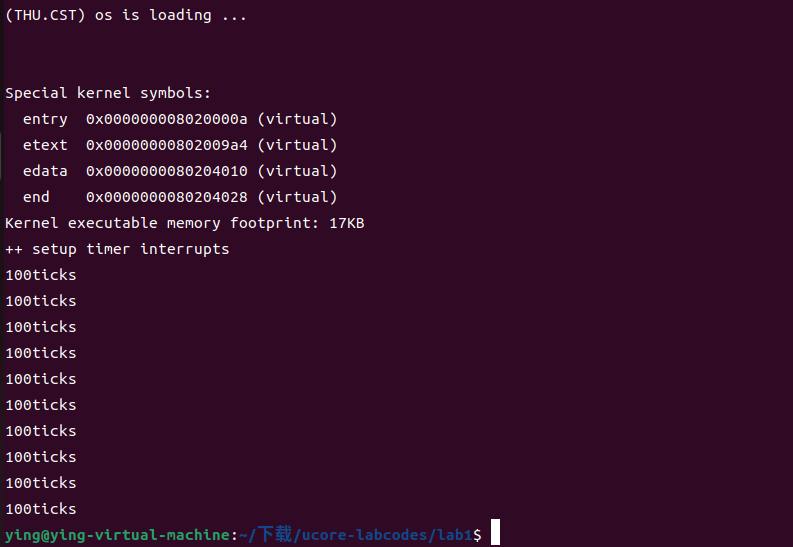 (THU.CST) os is loading ...
Special kernel symbols:
  entry  0x000000008020000a (virtual)
  etext  0x00000000802009a4 (virtual)
  edata  0x0000000080204010 (virtual)
  end    0x0000000080204028 (virtual)
Kernel executable memory footprint: 17KB
++ setup timer interrupts
100ticks
100ticks
100ticks
100ticks
100ticks
100ticks
100ticks
100ticks
100ticks
100ticks
ying@ying-virtual-machine:~/下载/ucore-labcodes/lab1$